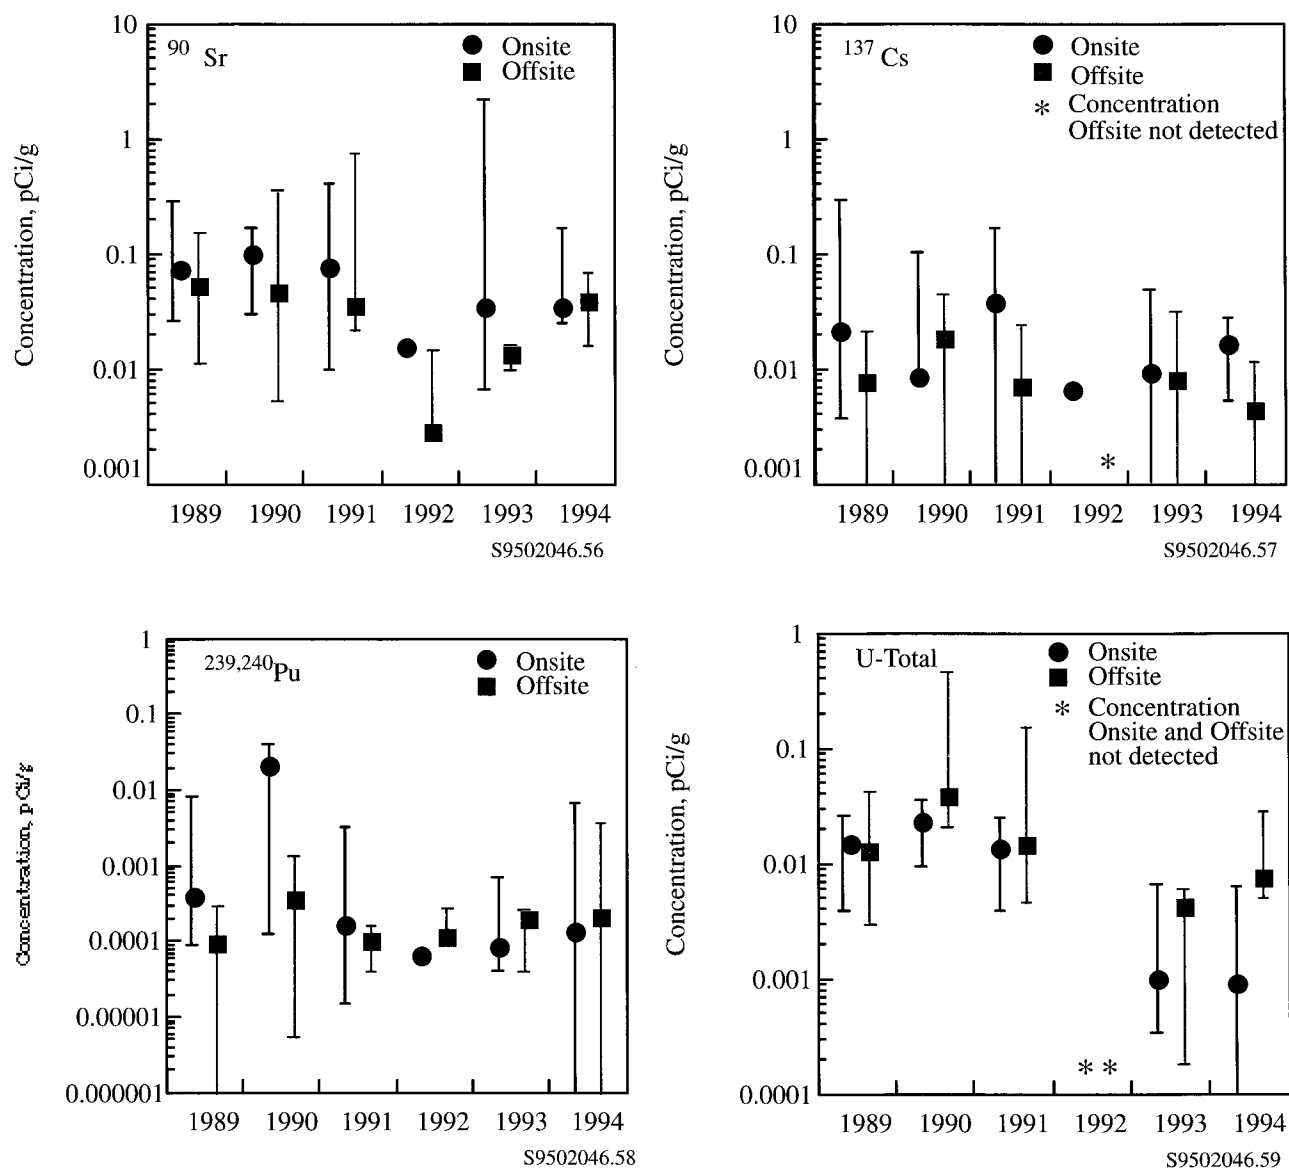 10
1
0.1
0.01
0.001
Concentration, pCi/g
90 Sr
Onsite
Offsite
1989 1990 1991 1992 1993 1994
S9502046.56
10
1
0.1
0.01
0.001
Concentration, pCi/g
137 Cs
Onsite
Offsite
* Concentration
Offsite not detected
*
1989 1990 1991 1992 1993 1994
S9502046.57
1
0.1
0.01
0.001
0.0001
0.00001
0.000001
Concentration, pCi/g
239,240Pu
Onsite
Offsite
1989 1990 1991 1992 1993 1994
S9502046.58
1
0.1
0.01
0.001
0.0001
Concentration, pCi/g
U-Total
Onsite
Offsite
* Concentration
Onsite and Offsite
not detected
* *
1989 1990 1991 1992 1993 1994
S9502046.59